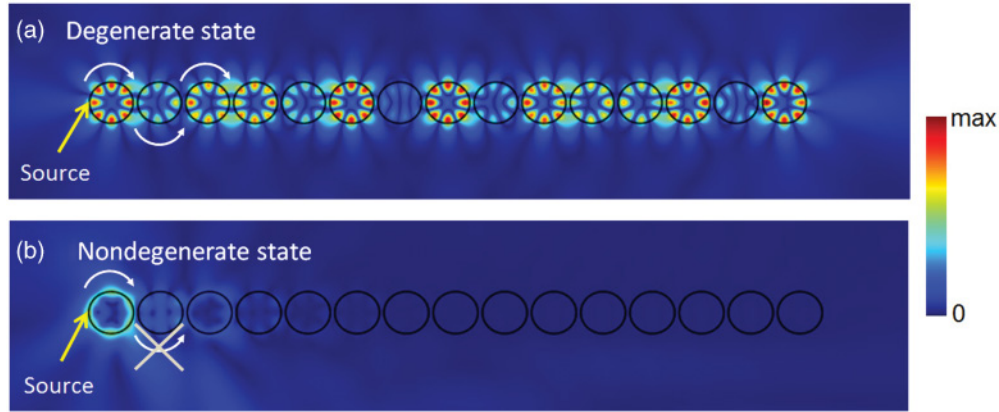 (a) Degenerate state
Source
max
0
(b) Nondegenerate state
Source